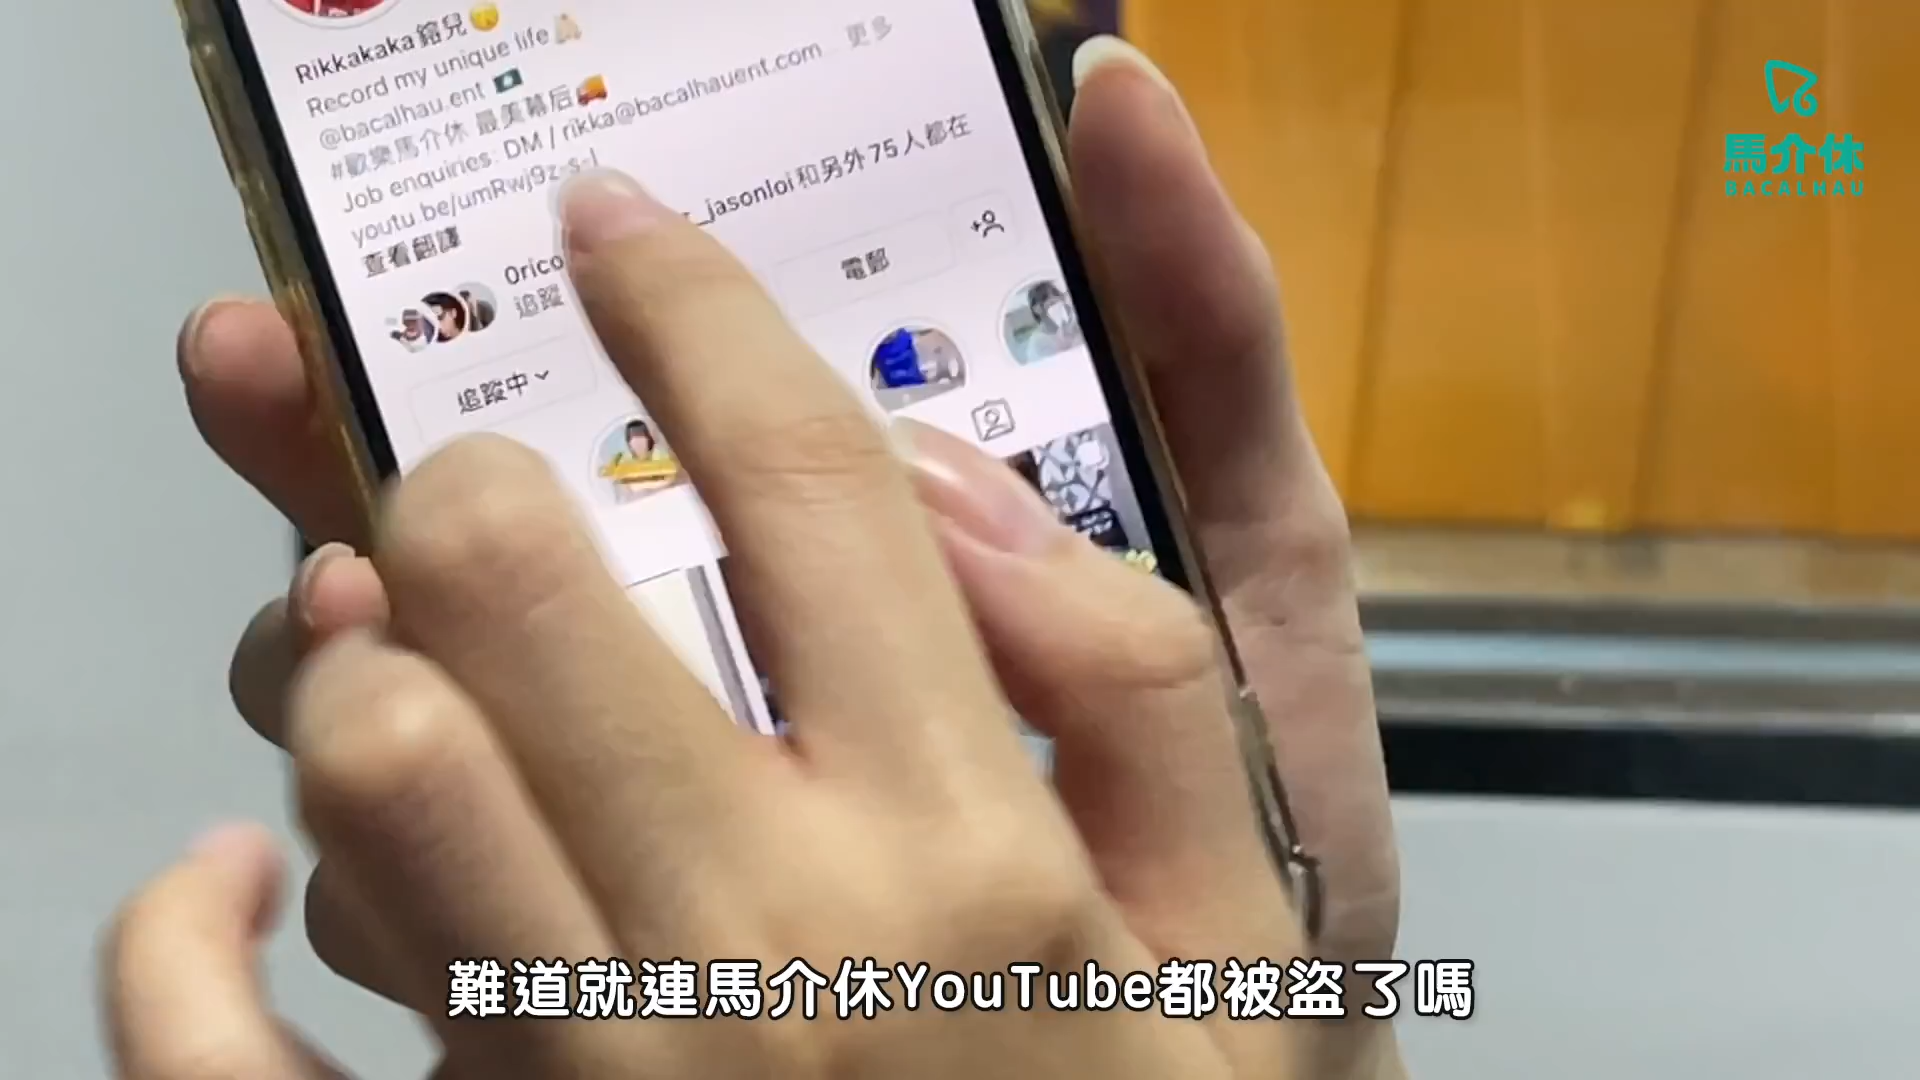 Rikkakaka鎔兒
Record my unique life
@bacalhau.ent
#歡樂馬介休 最美幕后
Job enquiries: DM / rikka@bacalhauent.com... 更多
youtu.be/umRwj9z-s-I
查看翻譯
_jasonloi和另外75人都在
追蹤
電郵
追蹤中
馬介休
BACALHAU
難道就連馬介休YouTube都被盜了嗎